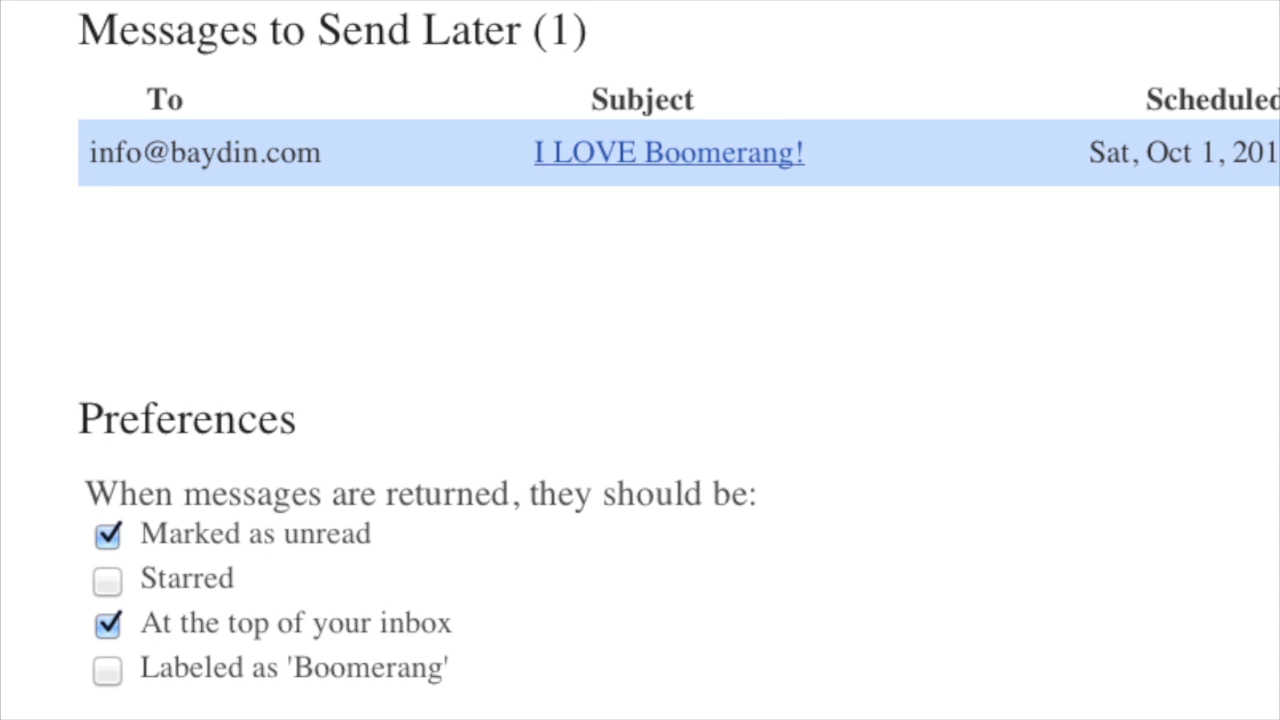 Messages to Send Later (1)
To Subject Scheduled
info@baydin.com I LOVE Boomerang! Sat, Oct 1, 201
Preferences
When messages are returned, they should be:
Marked as unread
Starred
At the top of your inbox
Labeled as 'Boomerang'